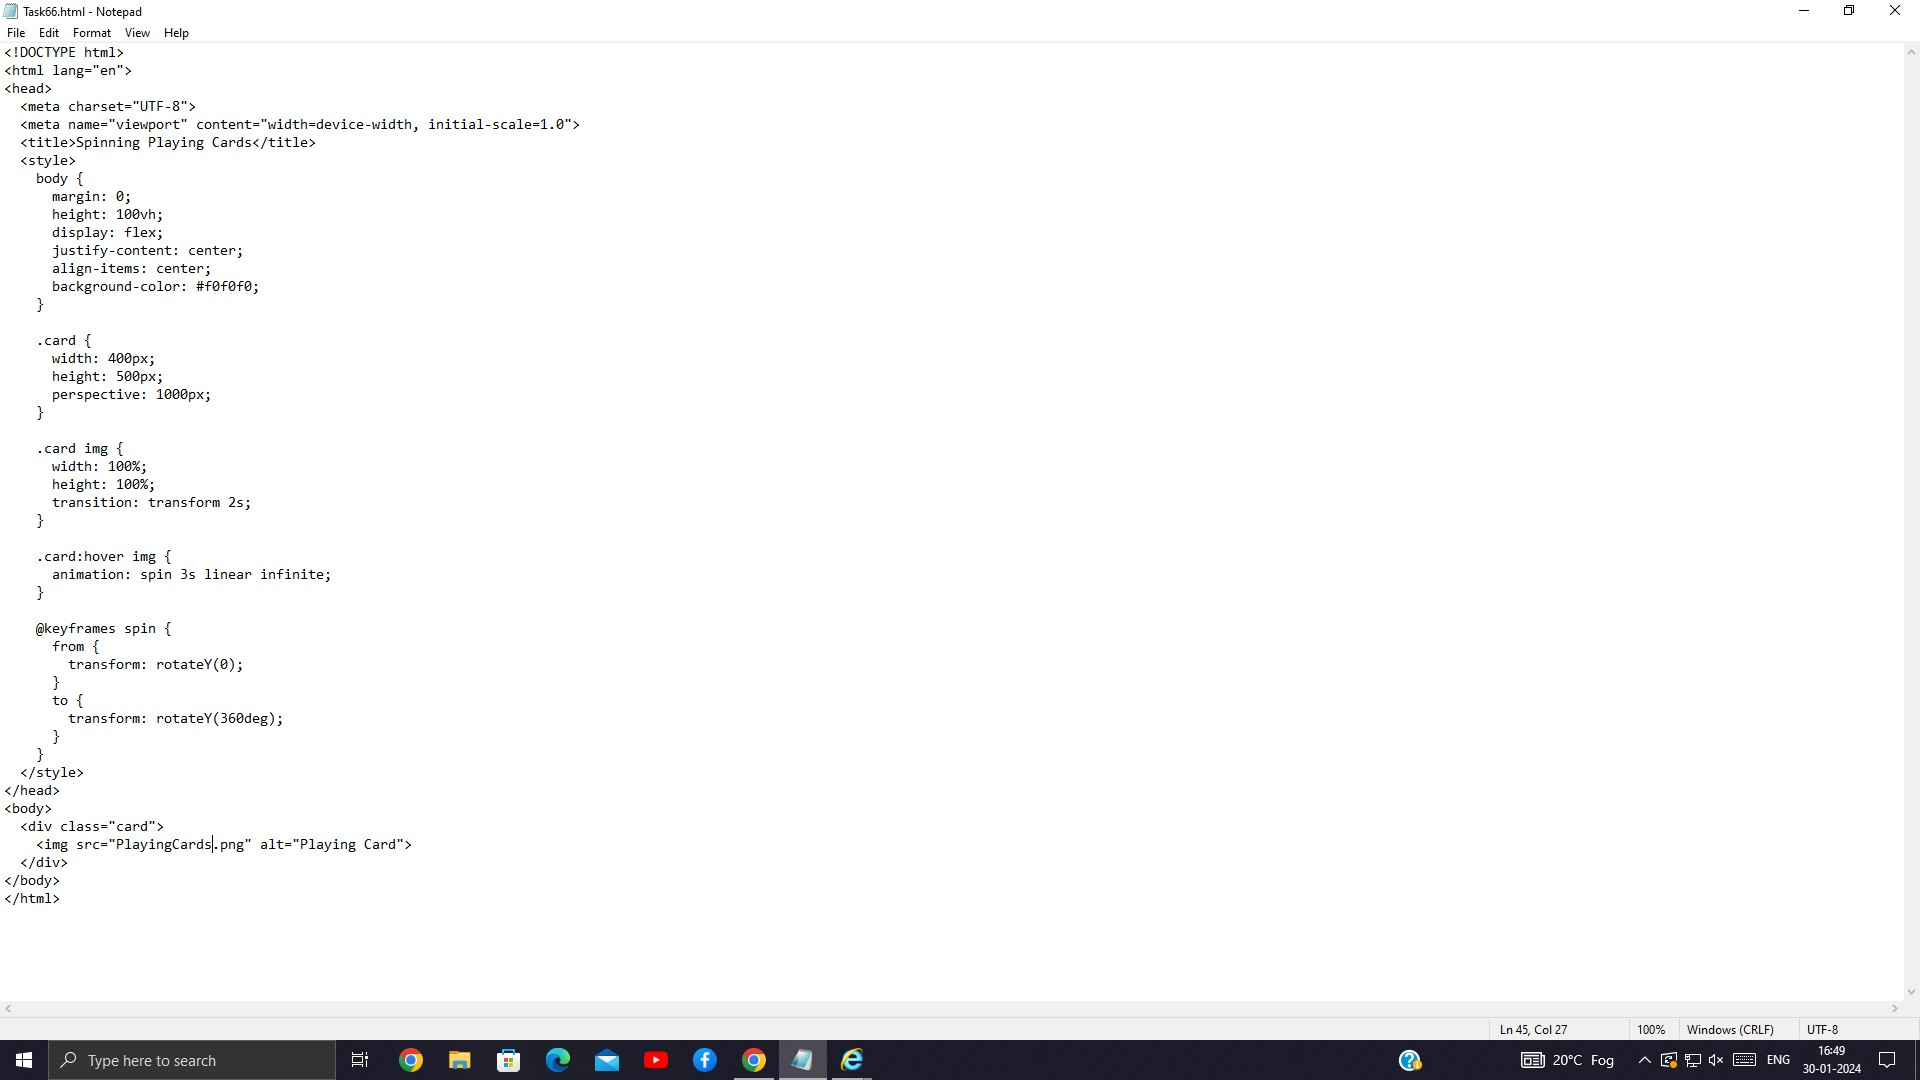 Task66.html - Notepad
File Edit Format View Help
<!DOCTYPE html>
<html lang="en">
<head>
  <meta charset="UTF-8">
  <meta name="viewport" content="width=device-width, initial-scale=1.0">
  <title>Spinning Playing Cards</title>
  <style>
    body {
      margin: 0;
      height: 100vh;
      display: flex;
      justify-content: center;
      align-items: center;
      background-color: #f0f0f0;
    }

    .card {
      width: 400px;
      height: 500px;
      perspective: 1000px;
    }

    .card img {
      width: 100%;
      height: 100%;
      transition: transform 2s;
    }

    .card:hover img {
      animation: spin 3s linear infinite;
    }

    @keyframes spin {
      from {
        transform: rotateY(0);
      }
      to {
        transform: rotateY(360deg);
      }
    }
  </style>
</head>
<body>
  <div class="card">
    <img src="PlayingCards.png" alt="Playing Card">
  </div>
</body>
</html>
Ln 45, Col 27 100% Windows (CRLF) UTF-8
Type here to search
20°C Fog
ENG
16:49
30-01-2024